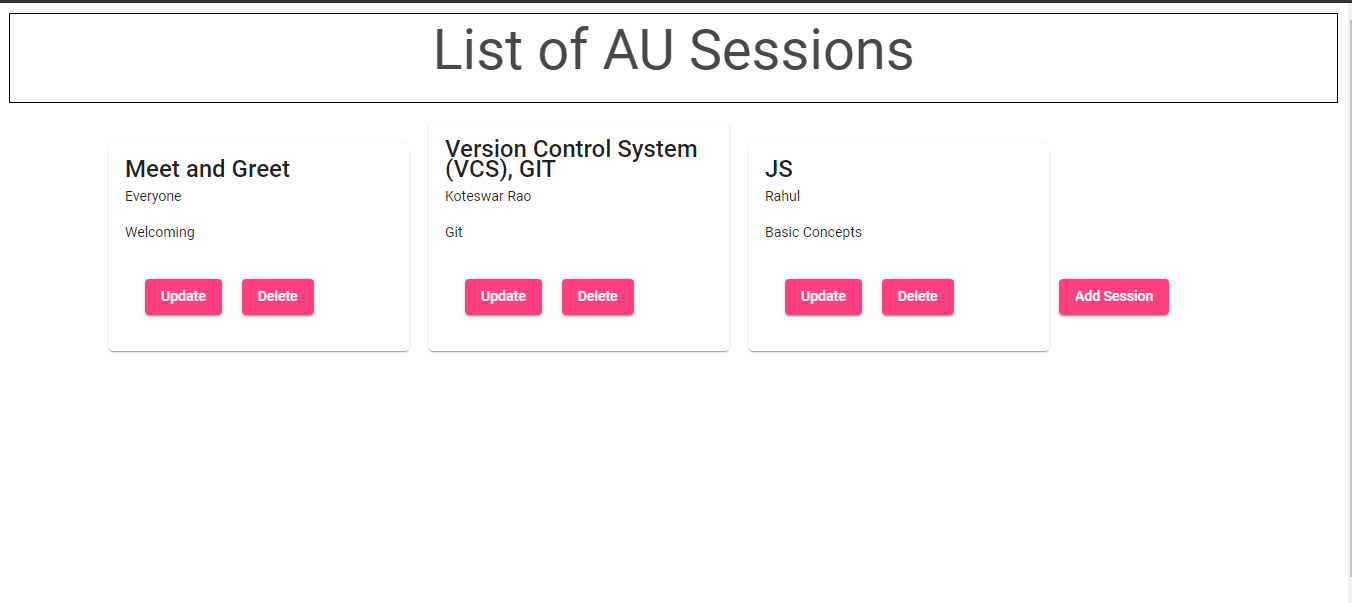 List of AU Sessions
Meet and Greet
Everyone
Welcoming
Update Delete
Version Control System
(VCS), GIT
Koteswar Rao
Git
Update Delete
JS
Rahul
Basic Concepts
Update Delete
Add Session